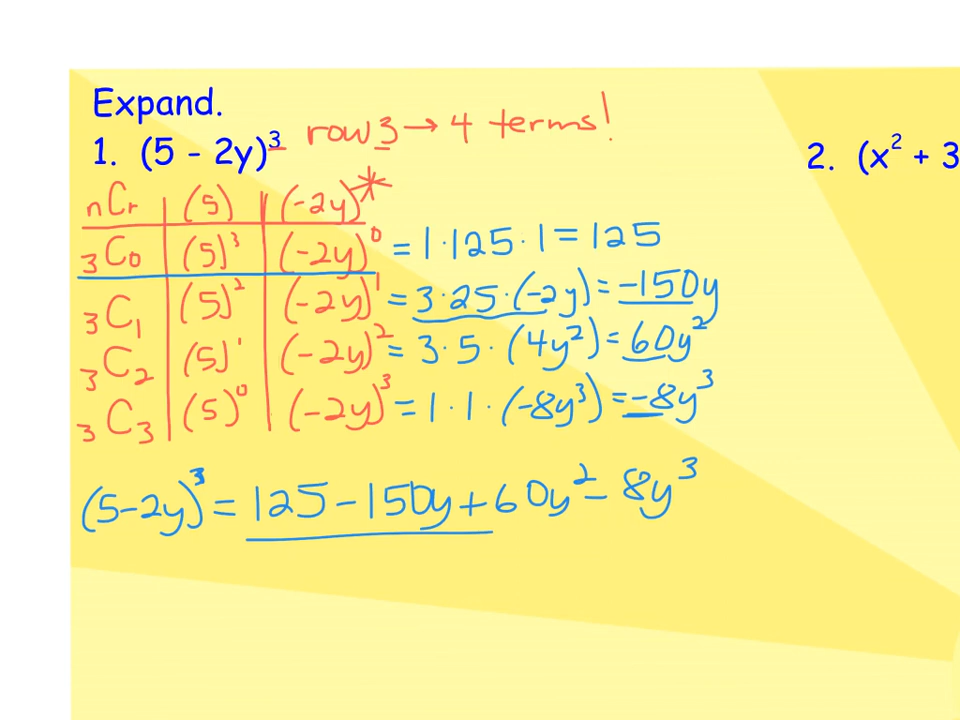 Expand.
1. (5 - 2y)³ row 3 → 4 terms!
2. (x² + 3
nCr | (5) | (-2y)*
₃C₀ | (5)³ | (-2y)⁰ = 1·125·1 = 125
₃C₁ | (5)² | (-2y)¹ = 3·25·(-2y) = -150y
₃C₂ | (5)¹ | (-2y)² = 3·5·(4y²) = 60y²
₃C₃ | (5)⁰ | (-2y)³ = 1·1·(-8y³) = -8y³
(5-2y)³ = 125 - 150y + 60y² - 8y³